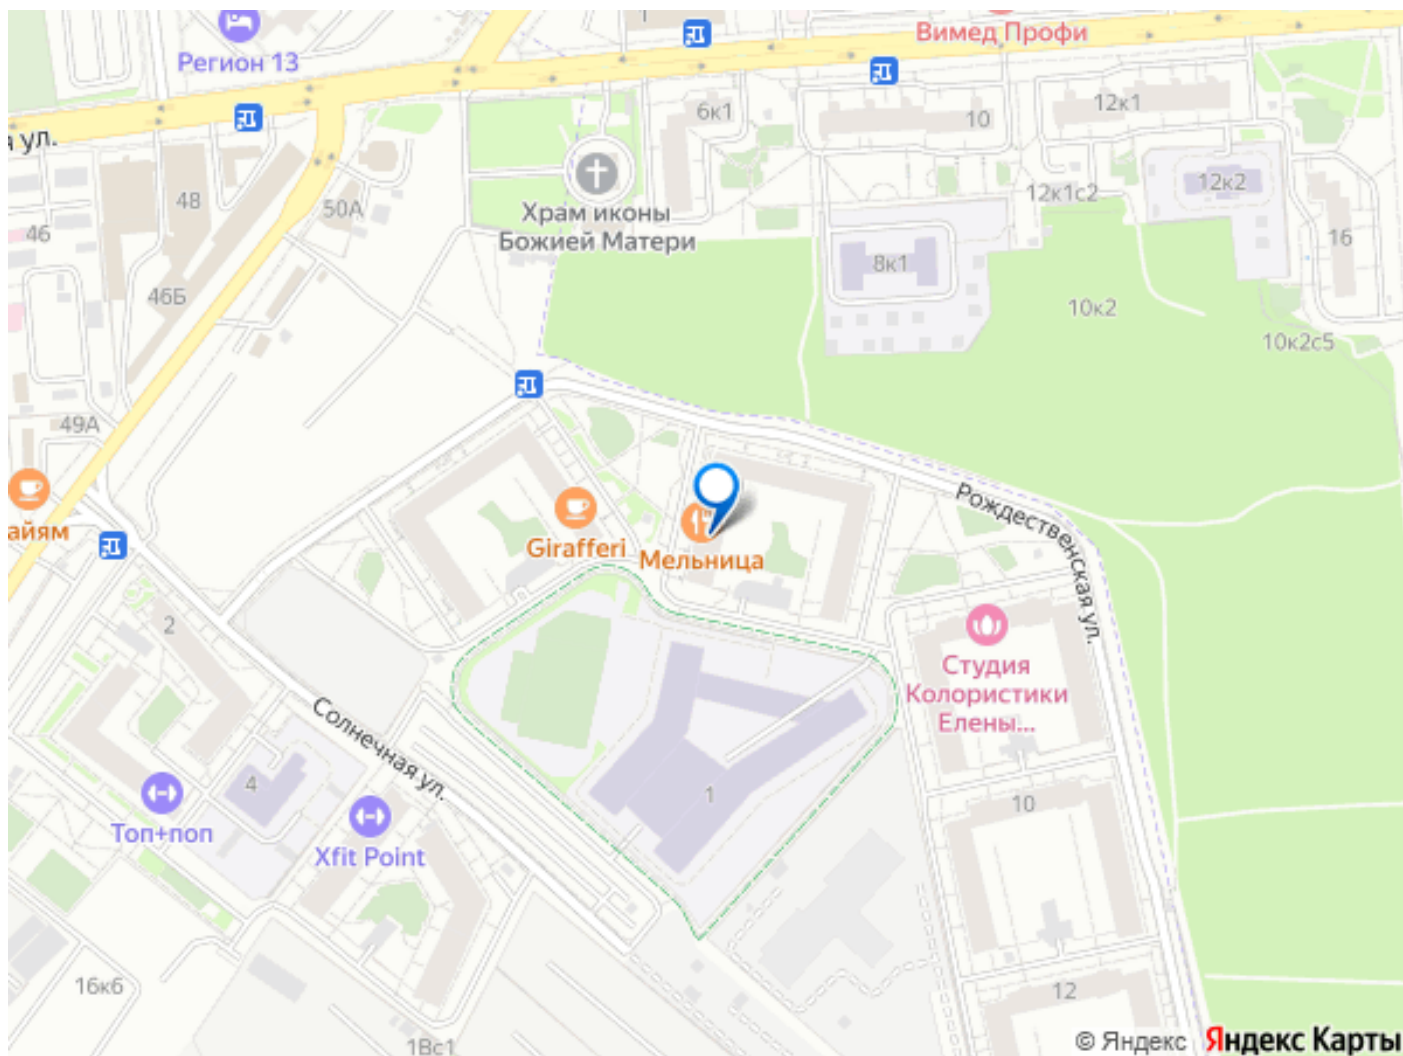 Вимед Профи
Регион 13
6к1
10
12к1
я ул.
48
50А
Храм иконы
Божией Матери
12к1с2
12к2
46
8к1
16
46Б
10к2
10к2с5
49А
айям
Giraffeгi
Мельница
Рождественская ул.
2
Студия
Колористики
Елены...
Солнечная ул.
4
1
10
Топ+поп
Xfit Point
16к6
12
1Вс1
© Яндекс
Яндекс Карты